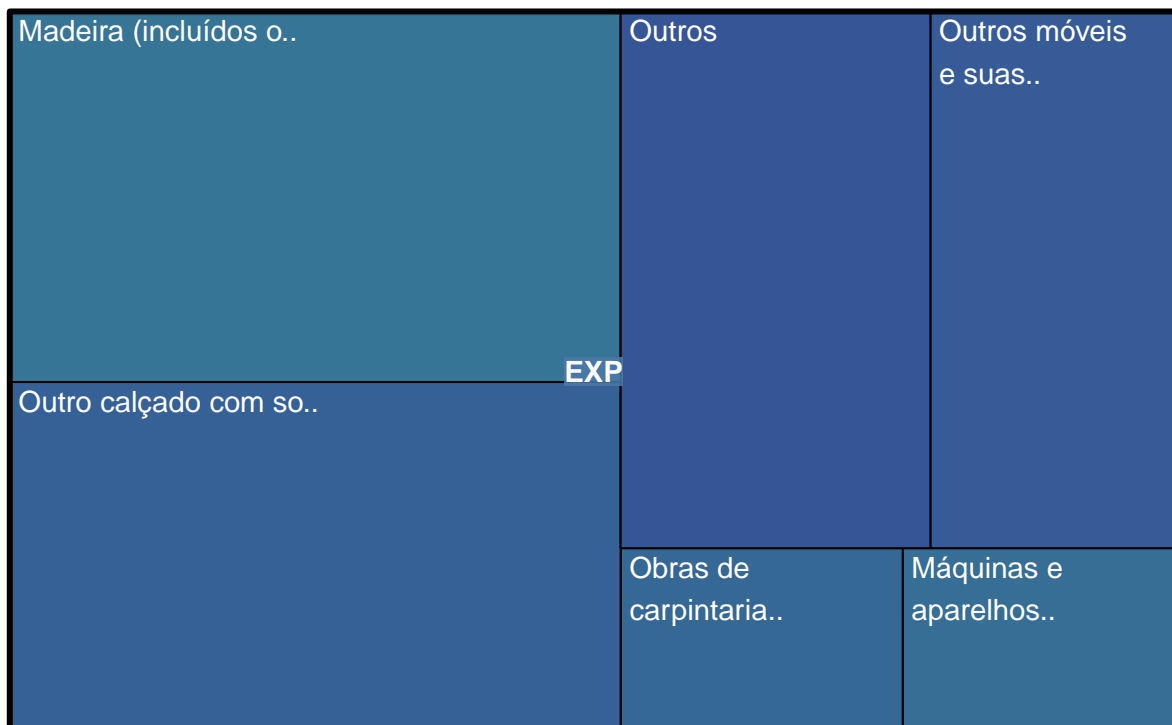 Madeira (incluídos o..
Outros
Outros móveis
e suas..
EXP
Outro calçado com so..
Obras de
carpintaria..
Máquinas e
aparelhos..